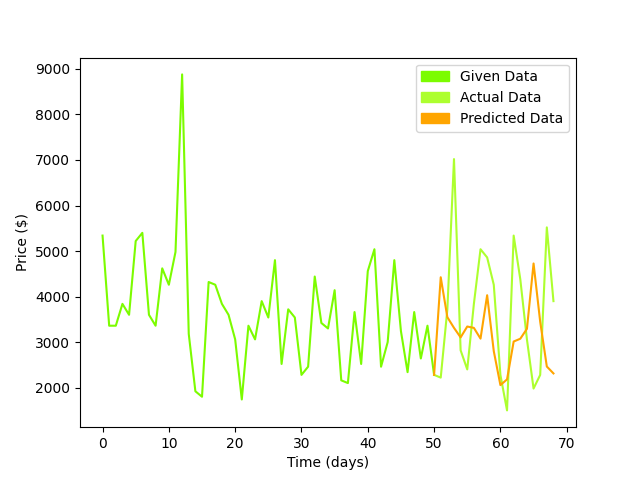 9000
8000
7000
6000
5000
4000
3000
2000
Price ($)
Given Data
Actual Data
Predicted Data
0 10 20 30 40 50 60 70
Time (days)